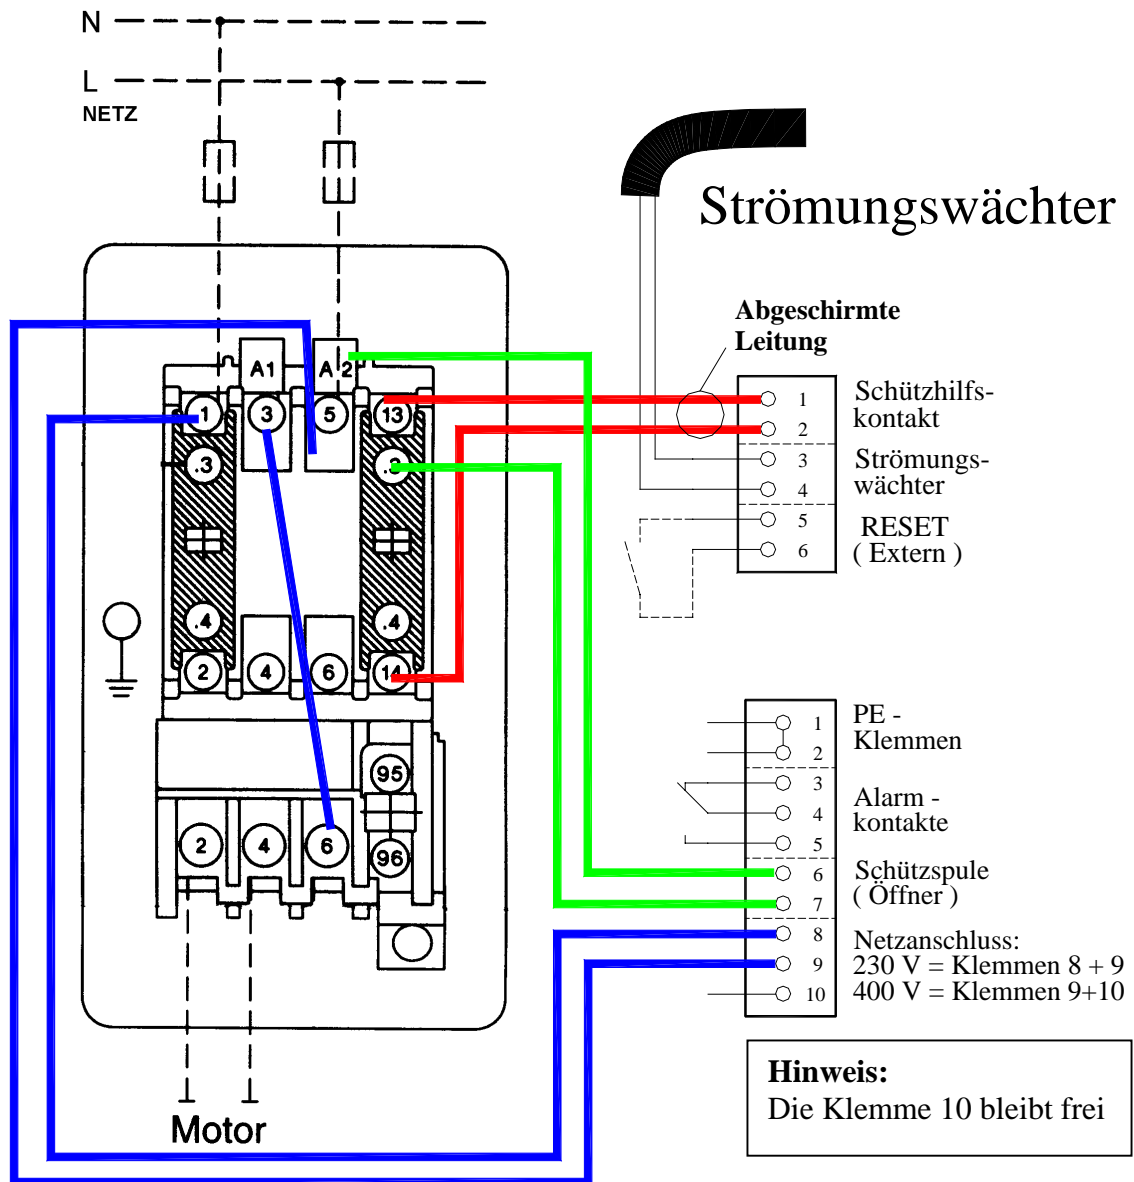 N
L
NETZ
Strömungswächter
Abgeschirmte
Leitung
A1 A 2
1 3 5 13
.3 .3
.4 .4
2 4 6 14
95
2 4 6
96
Motor
1 Schützhilfs-
2 kontakt
3 Strömungs-
4 wächter
5 RESET
6 ( Extern )
1 PE -
2 Klemmen
3
4 Alarm -
5 kontakte
6 Schützspule
7 ( Öffner )
8 Netzanschluss:
9 230 V = Klemmen 8 + 9
10 400 V = Klemmen 9+10
Hinweis:
Die Klemme 10 bleibt frei